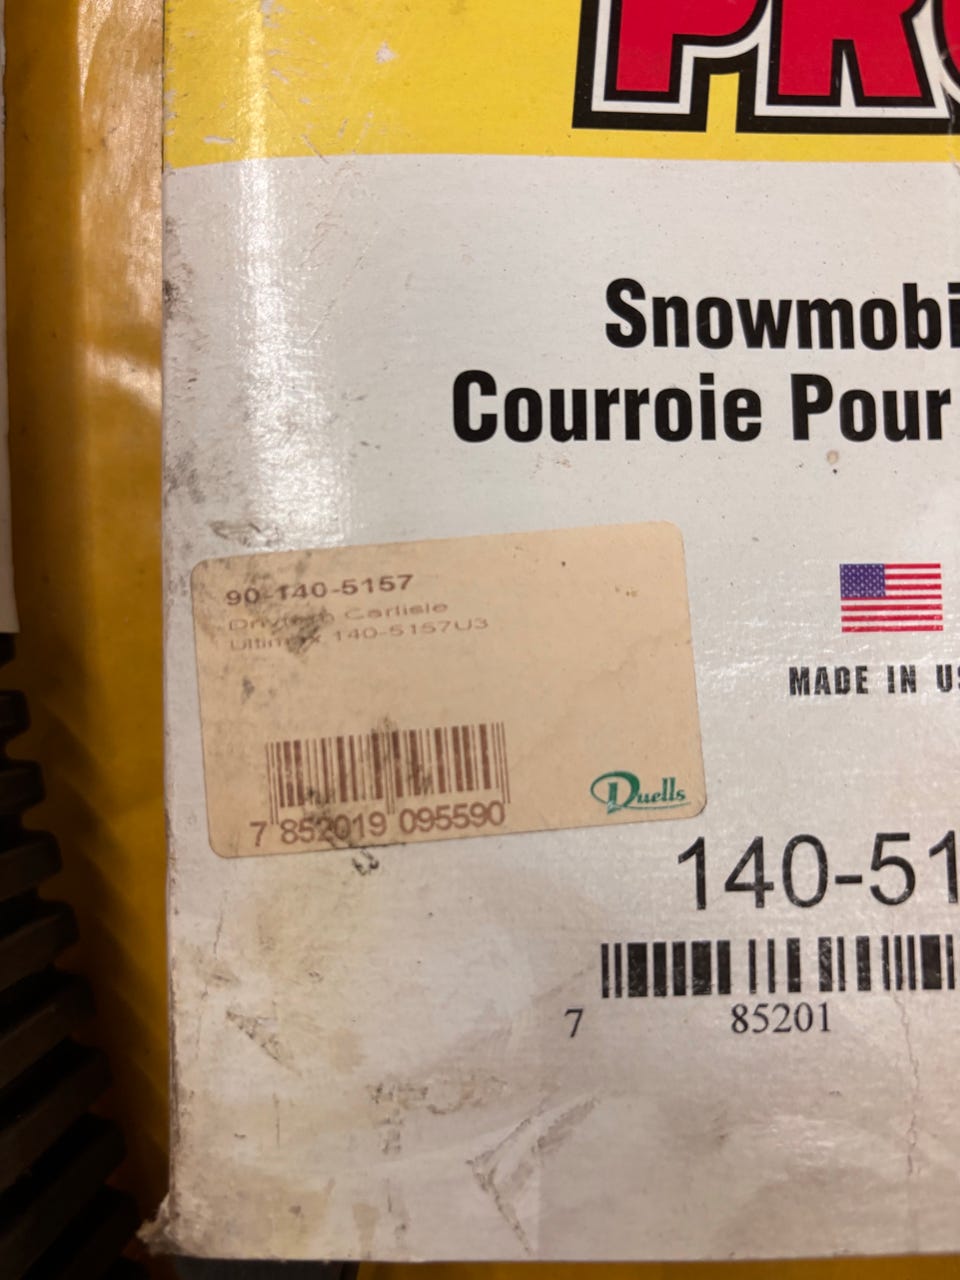 PRO
Snowmobi
Courroie Pour
90-140-5157
Carlisle
140-5157U3
7 852019 095590
Duells
MADE IN US
140-51
7 85201